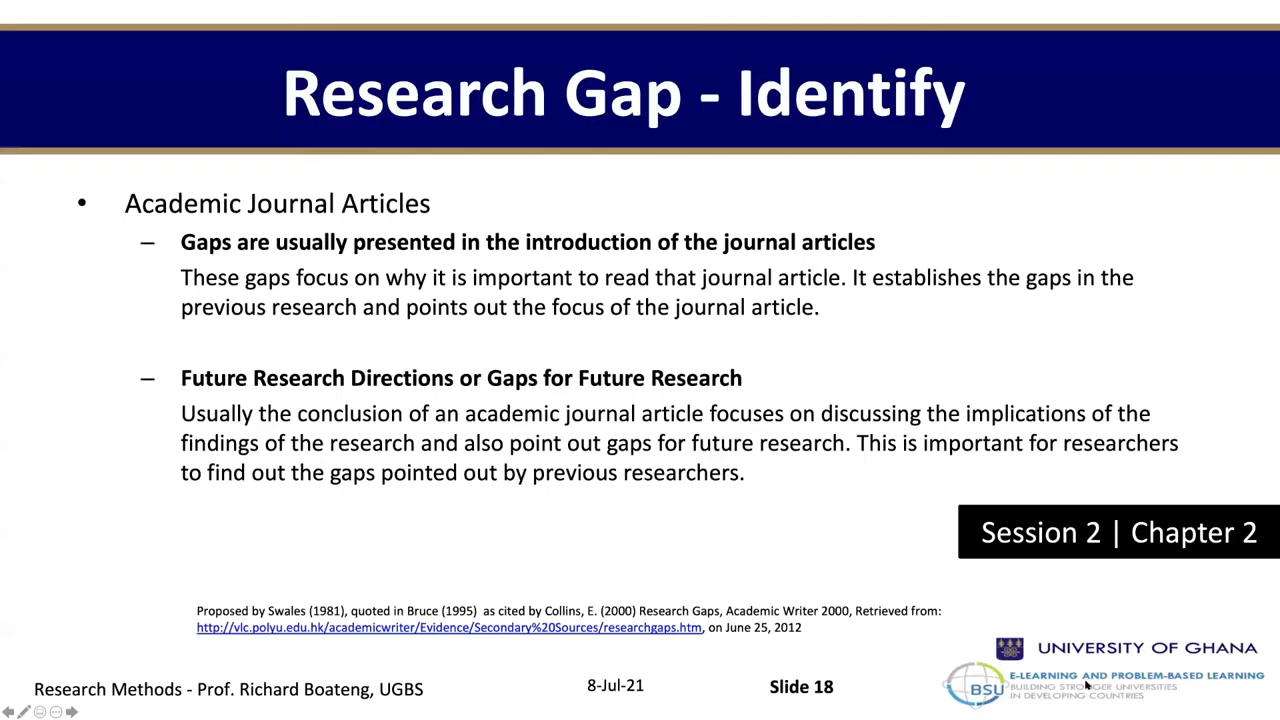 Research Gap - Identify
• Academic Journal Articles
– Gaps are usually presented in the introduction of the journal articles
These gaps focus on why it is important to read that journal article. It establishes the gaps in the
previous research and points out the focus of the journal article.
– Future Research Directions or Gaps for Future Research
Usually the conclusion of an academic journal article focuses on discussing the implications of the
findings of the research and also point out gaps for future research. This is important for researchers
to find out the gaps pointed out by previous researchers.
Session 2 | Chapter 2
Proposed by Swales (1981), quoted in Bruce (1995) as cited by Collins, E. (2000) Research Gaps, Academic Writer 2000, Retrieved from:
http://vlc.polyu.edu.hk/academicwriter/Evidence/Secondary%20Sources/researchgaps.htm, on June 25, 2012
UNIVERSITY OF GHANA
BSU
E-LEARNING AND PROBLEM-BASED LEARNING
BUILDING STRONGER UNIVERSITIES
IN DEVELOPING COUNTRIES
Research Methods - Prof. Richard Boateng, UGBS
8-Jul-21
Slide 18